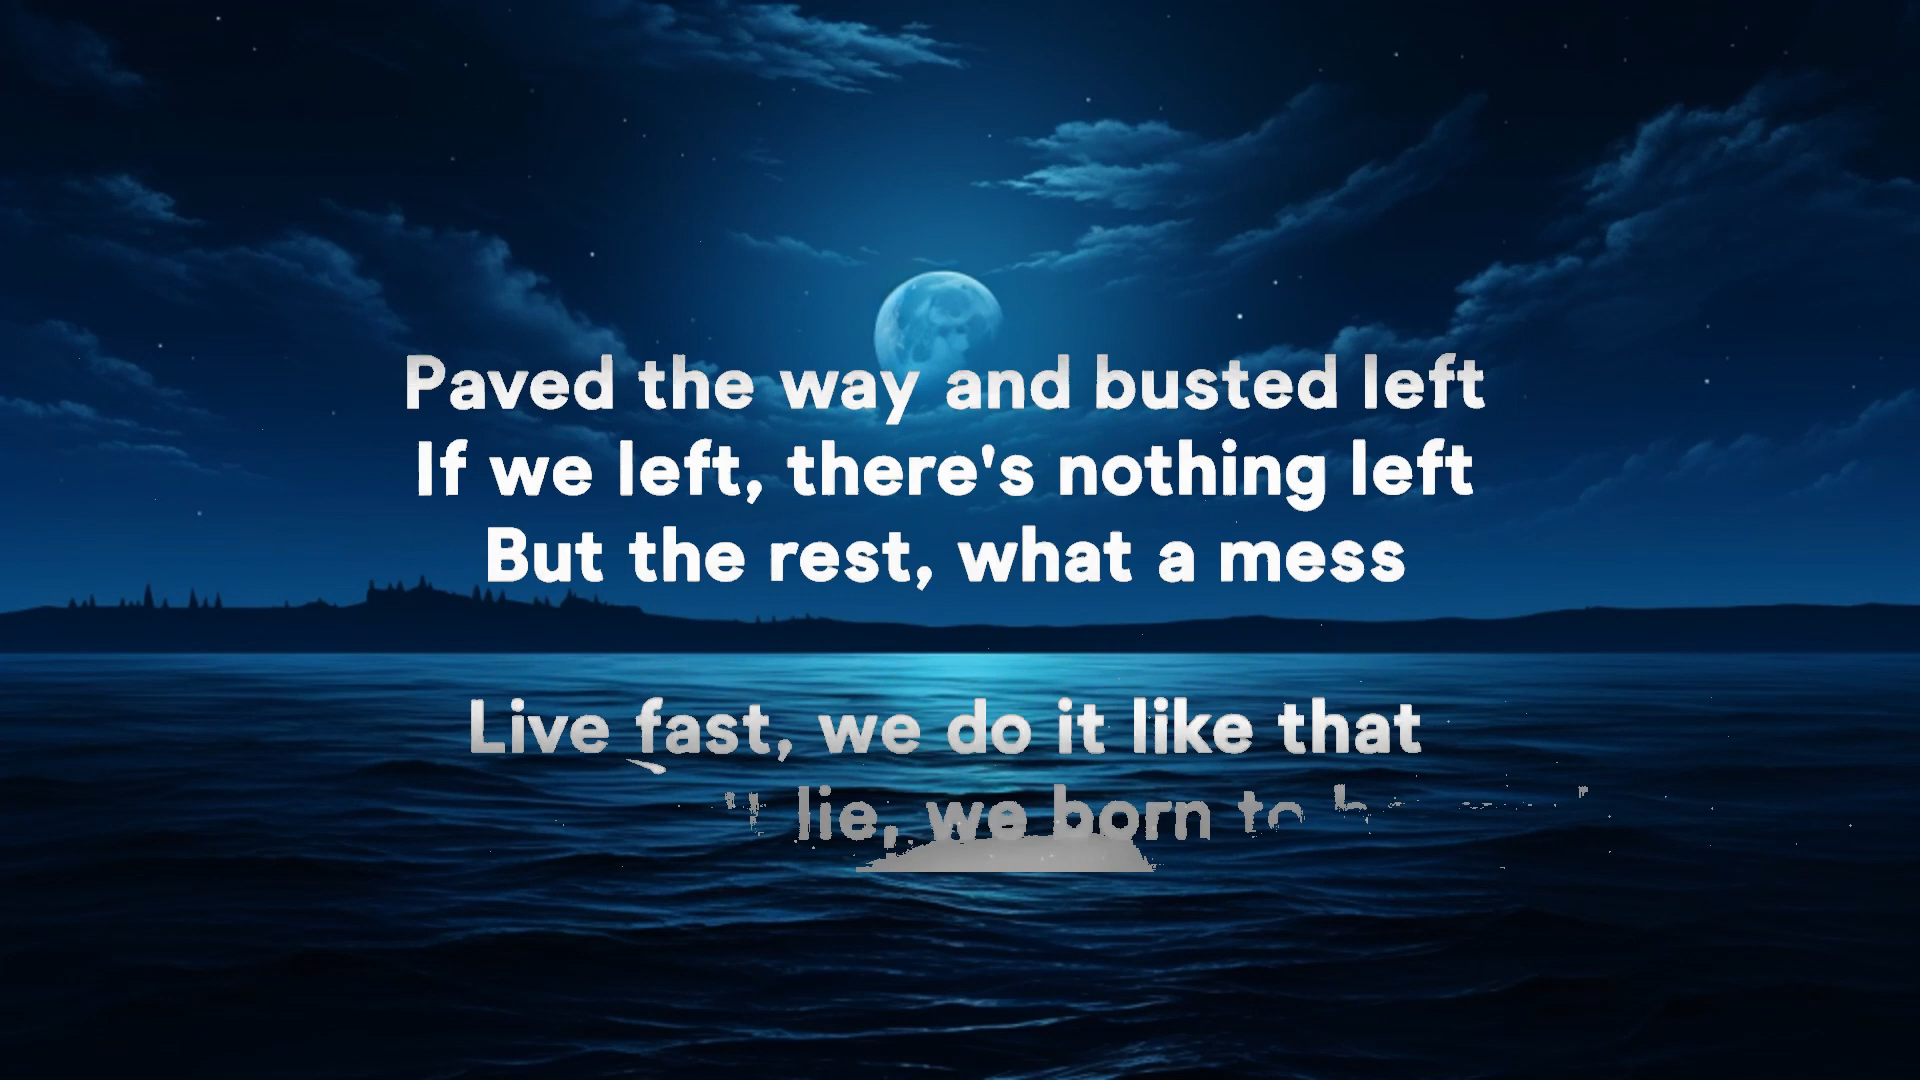 Paved the way and busted left
If we left, there's nothing left
But the rest, what a mess
Live fast, we do it like that
lie, we born to